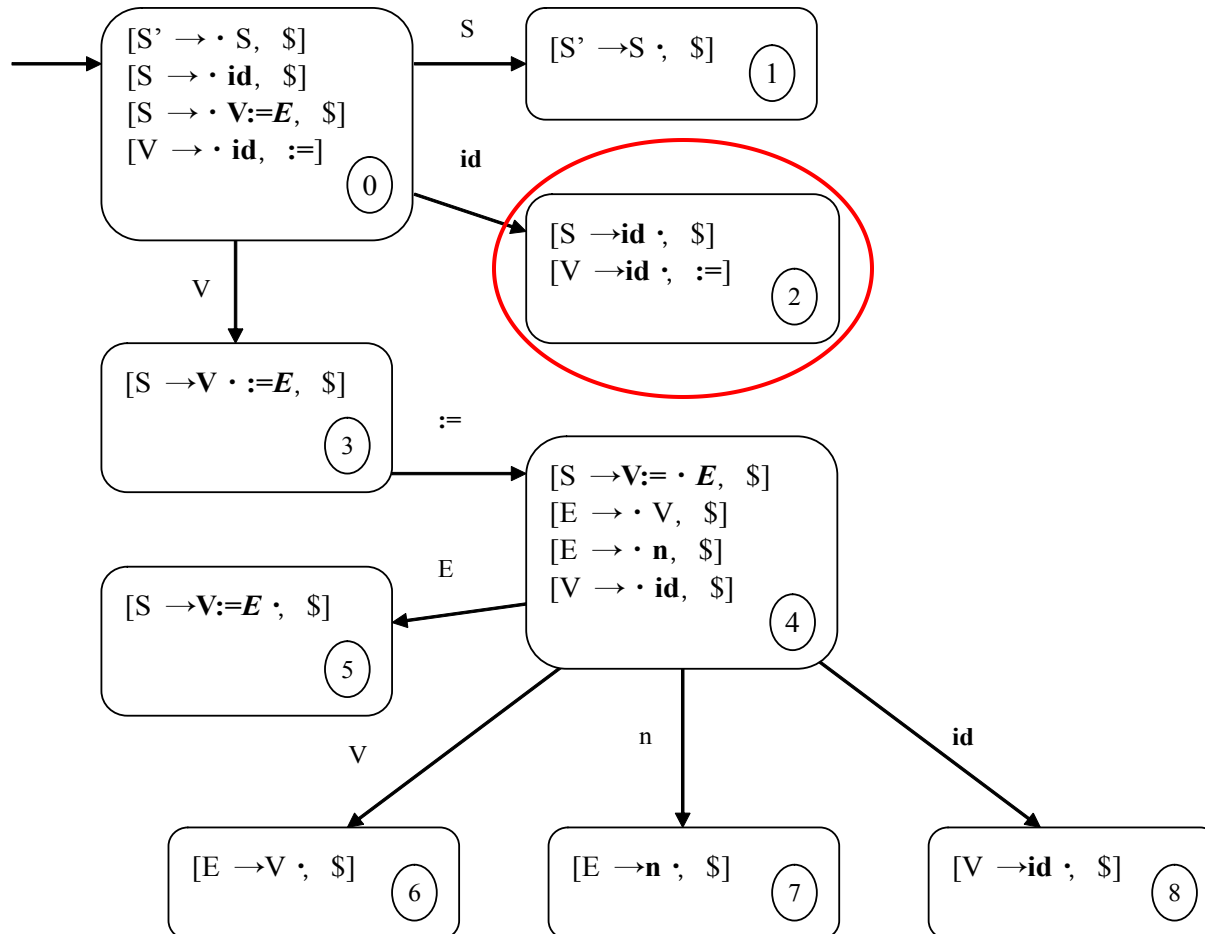 [S’ → · S, $]
[S → · id, $]
[S → · V:=E, $]
[V → · id, :=]
0
S
[S’ →S ·, $]
1
id
[S →id ·, $]
[V →id ·, :=]
2
V
[S →V · :=E, $]
3
:=
[S →V:= · E, $]
[E → · V, $]
[E → · n, $]
[V → · id, $]
4
E
[S →V:=E ·, $]
5
V
n
id
[E →V ·, $]
6
[E →n ·, $]
7
[V →id ·, $]
8